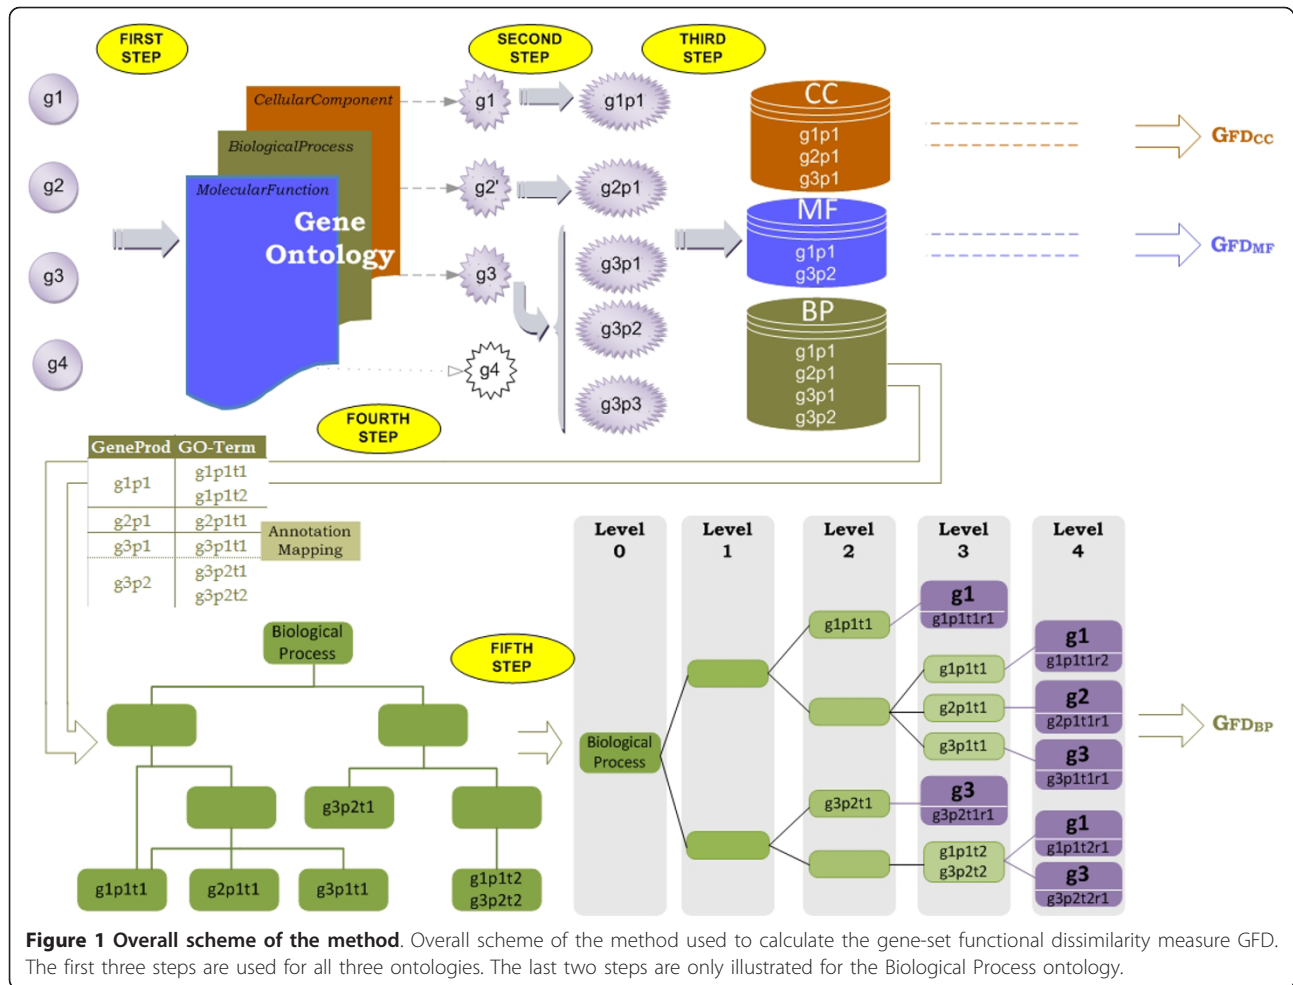 FIRST
STEP
SECOND
STEP
THIRD
STEP
g1
g2
g3
g4
CellularComponent
BiologicalProcess
MolecularFunction
Gene
Ontology
g1
g2'
g3
g4
g1p1
g2p1
g3p1
g3p2
g3p3
CC
g1p1
g2p1
g3p1
MF
g1p1
g3p2
BP
g1p1
g2p1
g3p1
g3p2
GFDCC
GFDMF
FOURTH
STEP
GeneProd GO-Term
g1p1 g1p1t1
g1p1t2
g2p1 g2p1t1
g3p1 g3p1t1
g3p2 g3p2t1
g3p2t2
Annotation
Mapping
Biological
Process
g3p2t1
g1p1t1
g2p1t1
g3p1t1
g1p1t2
g3p2t2
FIFTH
STEP
Level
0
Level
1
Level
2
Level
3
Level
4
Biological
Process
g1p1t1
g3p2t1
g1
g1p1t1r1
g1p1t1
g2p1t1
g3p1t1
g3
g3p2t1r1
g1p1t2
g3p2t2
g1
g1p1t1r2
g2
g2p1t1r1
g3
g3p1t1r1
g1
g1p1t2r1
g3
g3p2t2r1
GFDBP
Figure 1 Overall scheme of the method. Overall scheme of the method used to calculate the gene-set functional dissimilarity measure GFD.
The first three steps are used for all three ontologies. The last two steps are only illustrated for the Biological Process ontology.